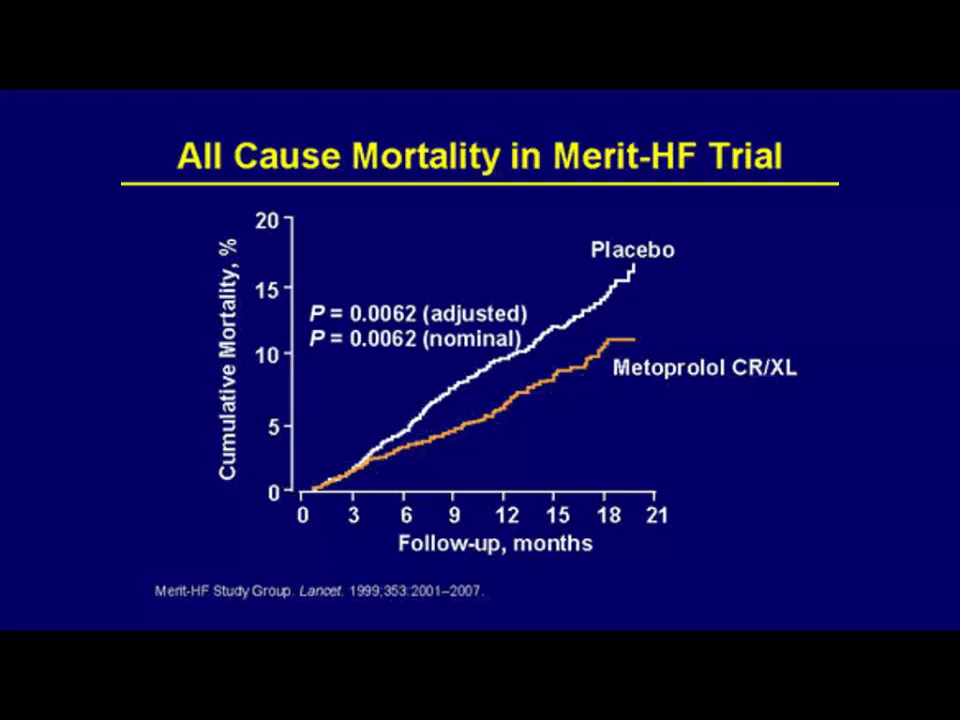 All Cause Mortality in Merit-HF Trial
Cumulative Mortality, %
20
15
10
5
0
Placebo
P = 0.0062 (adjusted)
P = 0.0062 (nominal)
Metoprolol CR/XL
0 3 6 9 12 15 18 21
Follow-up, months
Merit-HF Study Group. Lancet. 1999;353:2001–2007.